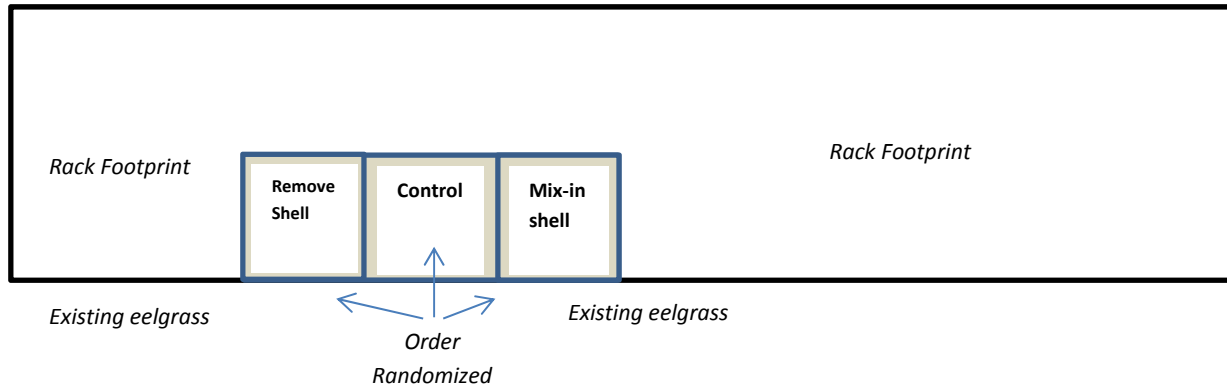 Rack Footprint
Rack Footprint
Remove
Shell
Control
Mix-in
shell
Existing eelgrass
Existing eelgrass
Order
Randomized